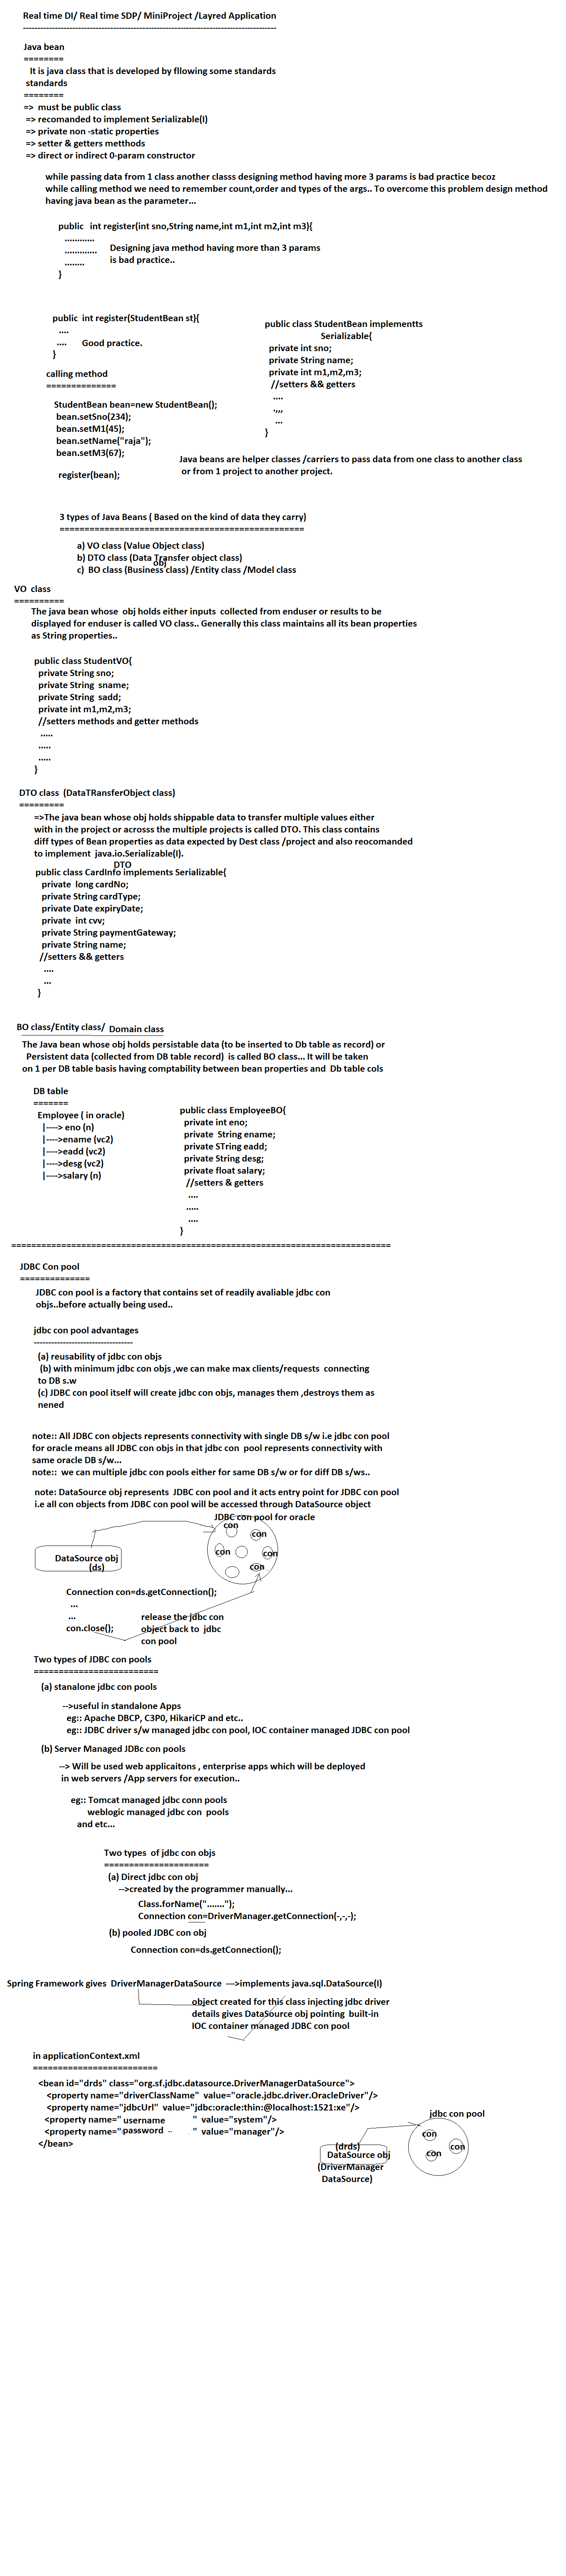 Real time DI/ Real time SDP/ MiniProject /Layred Application
----------------------------------------------------------------------------------------
Java bean
========
It is java class that is developed by fllowing some standards
standards
========
=> must be public class
=> recomanded to implement Serializable(I)
=> private non -static properties
=> setter & getters metthods
=> direct or indirect 0-param constructor
while passing data from 1 class another classs designing method having more 3 params is bad practice becoz
while calling method we need to remember count,order and types of the args.. To overcome this problem design method
having java bean as the parameter...
public int register(int sno,String name,int m1,int m2,int m3){
............
............. Designing java method having more than 3 params
........ is bad practice..
}
public int register(StudentBean st){
....
.... Good practice.
}
public class StudentBean implementts
Serializable{
private int sno;
private String name;
private int m1,m2,m3;
//setters && getters
....
.,,,
...
}
calling method
==============
StudentBean bean=new StudentBean();
bean.setSno(234);
bean.setM1(45);
bean.setName("raja");
bean.setM3(67);
register(bean);
Java beans are helper classes /carriers to pass data from one class to another class
or from 1 project to another project.
3 types of Java Beans ( Based on the kind of data they carry)
=================================================
a) VO class (Value Object class)
b) DTO class (Data Transfer object class)
obj
c) BO class (Business class) /Entity class /Model class
VO class
==========
The java bean whose obj holds either inputs collected from enduser or results to be
displayed for enduser is called VO class.. Generally this class maintains all its bean properties
as String properties..
public class StudentVO{
private String sno;
private String sname;
private String sadd;
private int m1,m2,m3;
//setters methods and getter methods
.....
.....
.....
}
DTO class (DataTRansferObject class)
=========
=>The java bean whose obj holds shippable data to transfer multiple values either
with in the project or acrosss the multiple projects is called DTO. This class contains
diff types of Bean properties as data expected by Dest class /project and also reocomanded
to implement java.io.Serializable(I).
DTO
public class CardInfo implements Serializable{
private long cardNo;
private String cardType;
private Date expiryDate;
private int cvv;
private String paymentGateway;
private String name;
//setters && getters
....
...
}
BO class/Entity class/ Domain class
The Java bean whose obj holds persistable data (to be inserted to Db table as record) or
Persistent data (collected from DB table record) is called BO class... It will be taken
on 1 per DB table basis having comptability between bean properties and Db table cols
DB table
=======
Employee ( in oracle)
|----> eno (n)
|---->ename (vc2)
|---->eadd (vc2)
|---->desg (vc2)
|---->salary (n)
public class EmployeeBO{
private int eno;
private String ename;
private STring eadd;
private String desg;
private float salary;
//setters & getters
....
.....
....
}
============================================================================
JDBC Con pool
==============
JDBC con pool is a factory that contains set of readily avaliable jdbc con
objs..before actually being used..
jdbc con pool advantages
----------------------------------
(a) reusability of jdbc con objs
(b) with minimum jdbc con objs ,we can make max clients/requests connecting
to DB s.w
(c) JDBC con pool itself will create jdbc con objs, manages them ,destroys them as
nened
note:: All JDBC con objects represents connectivity with single DB s/w i.e jdbc con pool
for oracle means all JDBC con objs in that jdbc con pool represents connectivity with
same oracle DB s/w...
note:: we can multiple jdbc con pools either for same DB s/w or for diff DB s/ws..
note: DataSource obj represents JDBC con pool and it acts entry point for JDBC con pool
i.e all con objects from JDBC con pool will be accessed through DataSource object
JDBC con pool for oracle
con
con
con
con
con
DataSource obj
(ds)
Connection con=ds.getConnection();
...
...
con.close();
release the jdbc con
object back to jdbc
con pool
Two types of JDBC con pools
=========================
(a) stanalone jdbc con pools
-->useful in standalone Apps
eg:: Apache DBCP, C3P0, HikariCP and etc..
eg:: JDBC driver s/w managed jdbc con pool, IOC container managed JDBC con pool
(b) Server Managed JDBc con pools
--> Will be used web applicaitons , enterprise apps which will be deployed
in web servers /App servers for execution..
eg:: Tomcat managed jdbc conn pools
weblogic managed jdbc con pools
and etc...
Two types of jdbc con objs
=====================
(a) Direct jdbc con obj
-->created by the programmer manually...
Class.forName(".......");
Connection con=DriverManager.getConnection(-,-,-);
(b) pooled JDBC con obj
Connection con=ds.getConnection();
Spring Framework gives DriverManagerDataSource --->implements java.sql.DataSource(I)
object created for this class injecting jdbc driver
details gives DataSource obj pointing built-in
IOC container managed JDBC con pool
in applicationContext.xml
=========================
<bean id="drds" class="org.sf.jdbc.datasource.DriverManagerDataSource">
<property name="driverClassName" value="oracle.jdbc.driver.OracleDriver"/>
<property name="jdbcUrl" value="jdbc:oracle:thin:@localhost:1521:xe"/>
<property name=" username " value="system"/>
<property name=" password .. " value="manager"/>
</bean>
jdbc con pool
con
con
con
(drds)
DataSource obj
(DriverManager
DataSource)